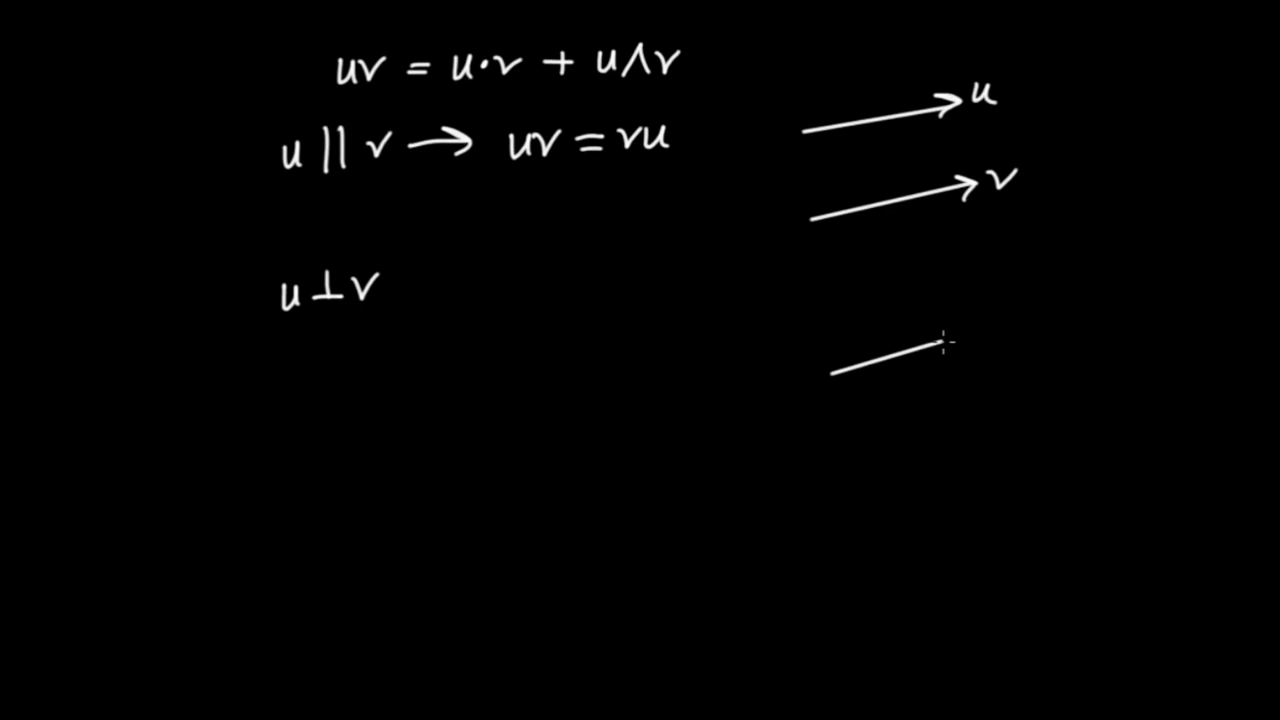 uv = u·v + u∧v
u || v → uv = vu
u
v
u ⊥ v